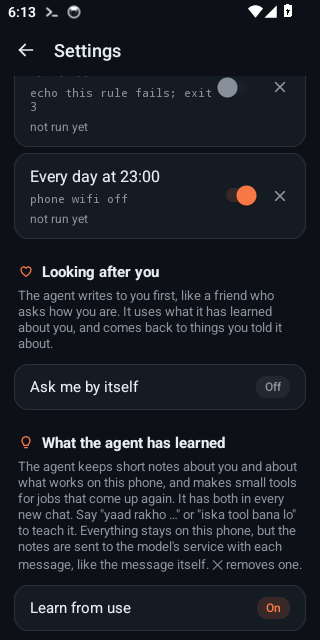 6:13
Settings
echo this rule fails; exit
3
not run yet
Every day at 23:00
phone wifi off
not run yet
Looking after you
The agent writes to you first, like a friend who
asks how you are. It uses what it has learned
about you, and comes back to things you told it
about.
Ask me by itself
Off
What the agent has learned
The agent keeps short notes about you and about
what works on this phone, and makes small tools
for jobs that come up again. It has both in every
new chat. Say "yaad rakho …" or "iska tool bana lo"
to teach it. Everything stays on this phone, but the
notes are sent to the model's service with each
message, like the message itself. ✕ removes one.
Learn from use
On